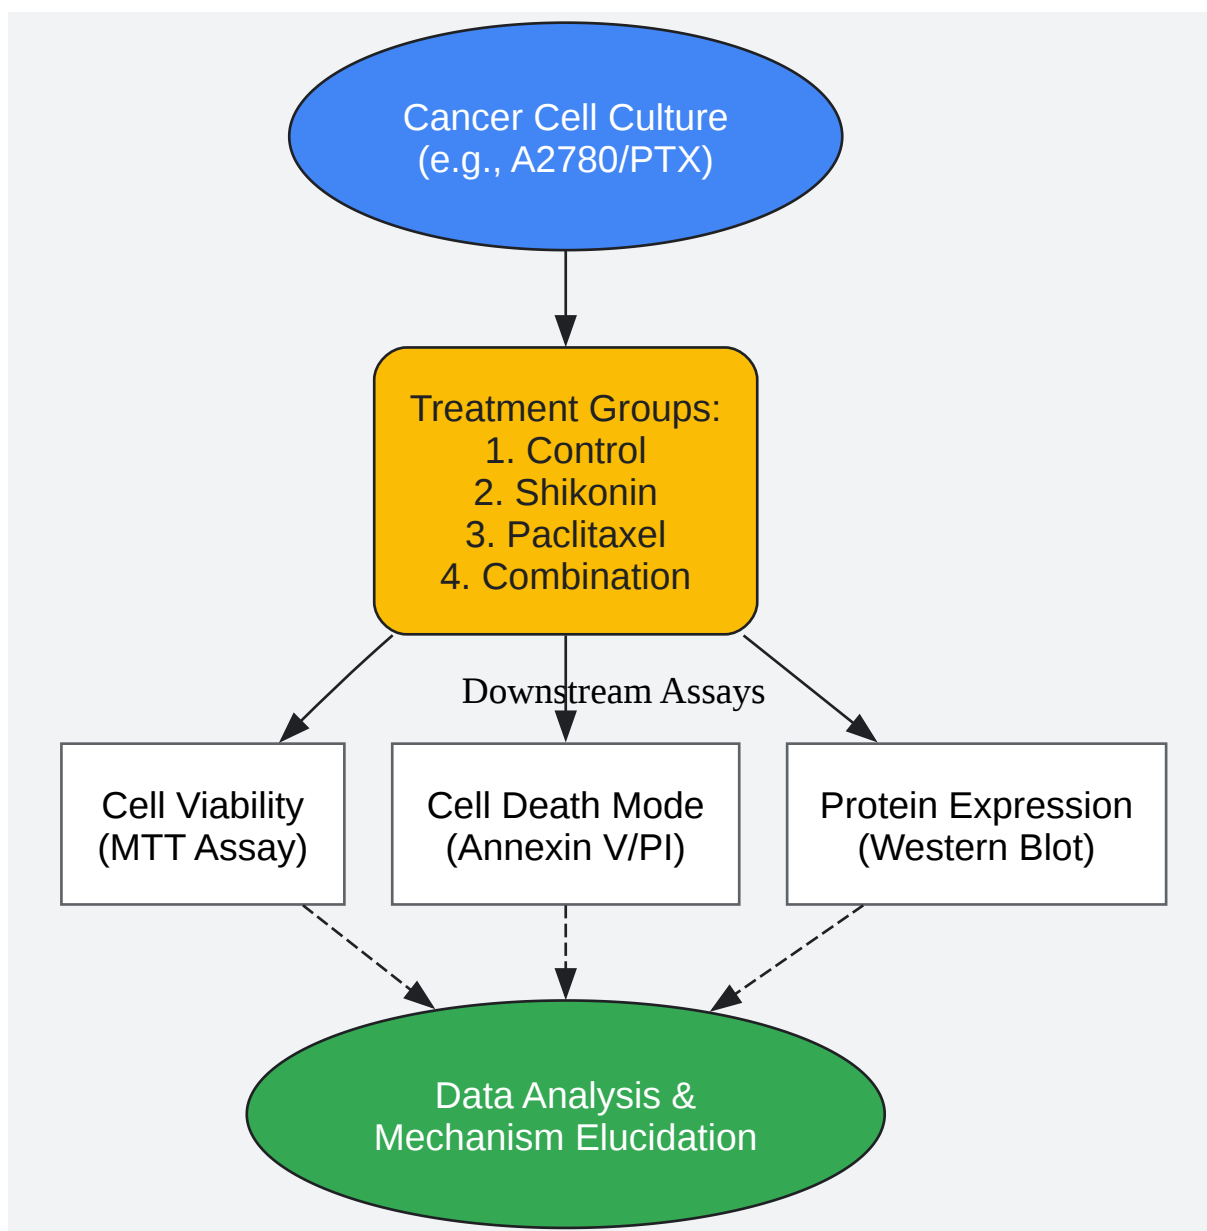 Cancer Cell Culture
(e.g., A2780/PTX)
Treatment Groups:
1. Control
2. Shikonin
3. Paclitaxel
4. Combination
Downstream Assays
Cell Viability
(MTT Assay)
Cell Death Mode
(Annexin V/PI)
Protein Expression
(Western Blot)
Data Analysis &
Mechanism Elucidation